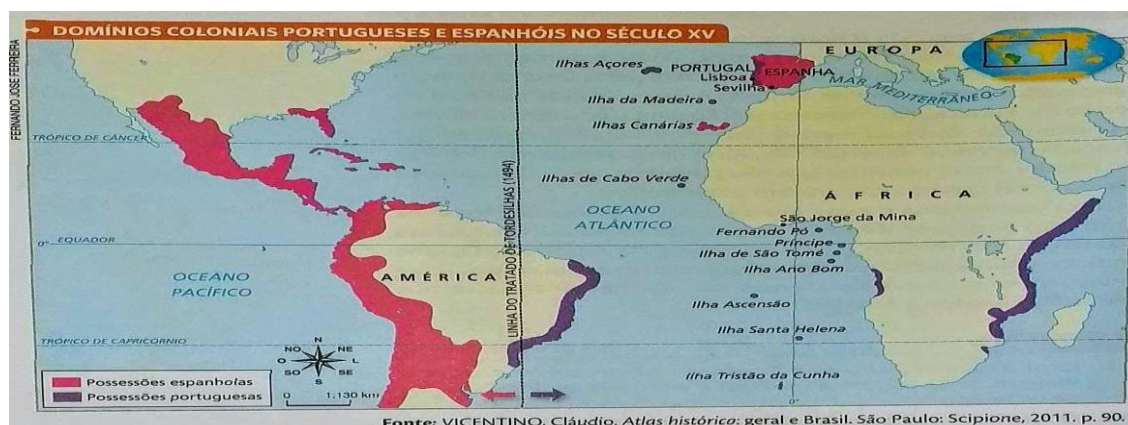 DOMÍNIOS COLONIAIS PORTUGUESES E ESPANHÓIS NO SÉCULO XV
FERNANDO JOSÉ FERREIRA
EUROPA
Ilhas Açores
PORTUGAL
ESPANHA
Lisboa
Sevilha
MAR MEDITERRÂNEO
Ilha da Madeira
TRÓPICO DE CÂNCER
Ilhas Canárias
LINHA DO TRATADO DE TORDESILHAS (1494)
Ilhas de Cabo Verde
ÁFRICA
OCEANO
ATLÂNTICO
São Jorge da Mina
Fernando Pó
0°
EQUADOR
Príncipe
Ilha de São Tomé
Ilha Ano Bom
OCEANO
PACÍFICO
AMÉRICA
Ilha Ascensão
Ilha Santa Helena
TRÓPICO DE CAPRICÓRNIO
N
NO
NE
O
L
SO
SE
S
Ilha Tristão da Cunha
Possessões espanholas
Possessões portuguesas
0
1.130 km
0°
Fonte: VICENTINO, Cláudio. Atlas histórico: geral e Brasil. São Paulo: Scipione, 2011. p. 90.